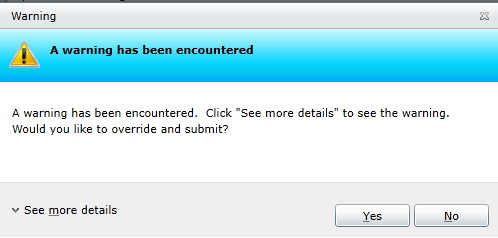 Warning
A warning has been encountered
A warning has been encountered.  Click "See more details" to see the warning.
Would you like to override and submit?
See more details
Yes
No